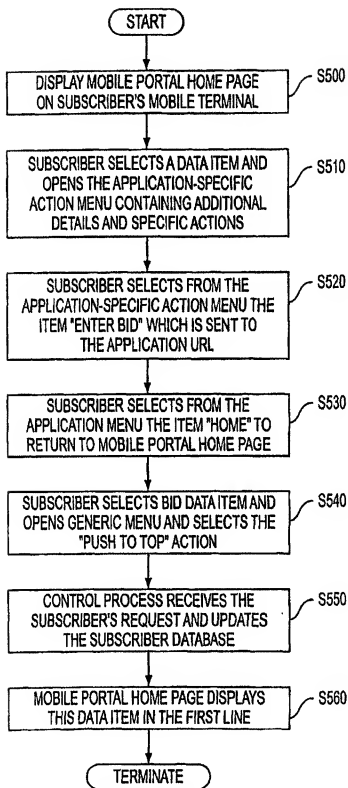 START
DISPLAY MOBILE PORTAL HOME PAGE
ON SUBSCRIBER'S MOBILE TERMINAL
S500
SUBSCRIBER SELECTS A DATA ITEM AND
OPENS THE APPLICATION-SPECIFIC
ACTION MENU CONTAINING ADDITIONAL
DETAILS AND SPECIFIC ACTIONS
S510
SUBSCRIBER SELECTS FROM THE
APPLICATION-SPECIFIC ACTION MENU THE
ITEM "ENTER BID" WHICH IS SENT TO
THE APPLICATION URL
S520
SUBSCRIBER SELECTS FROM THE
APPLICATION MENU THE ITEM "HOME" TO
RETURN TO MOBILE PORTAL HOME PAGE
S530
SUBSCRIBER SELECTS BID DATA ITEM AND
OPENS GENERIC MENU AND SELECTS THE
"PUSH TO TOP" ACTION
S540
CONTROL PROCESS RECEIVES THE
SUBSCRIBER'S REQUEST AND UPDATES
THE SUBSCRIBER DATABASE
S550
MOBILE PORTAL HOME PAGE DISPLAYS
THIS DATA ITEM IN THE FIRST LINE
S560
TERMINATE